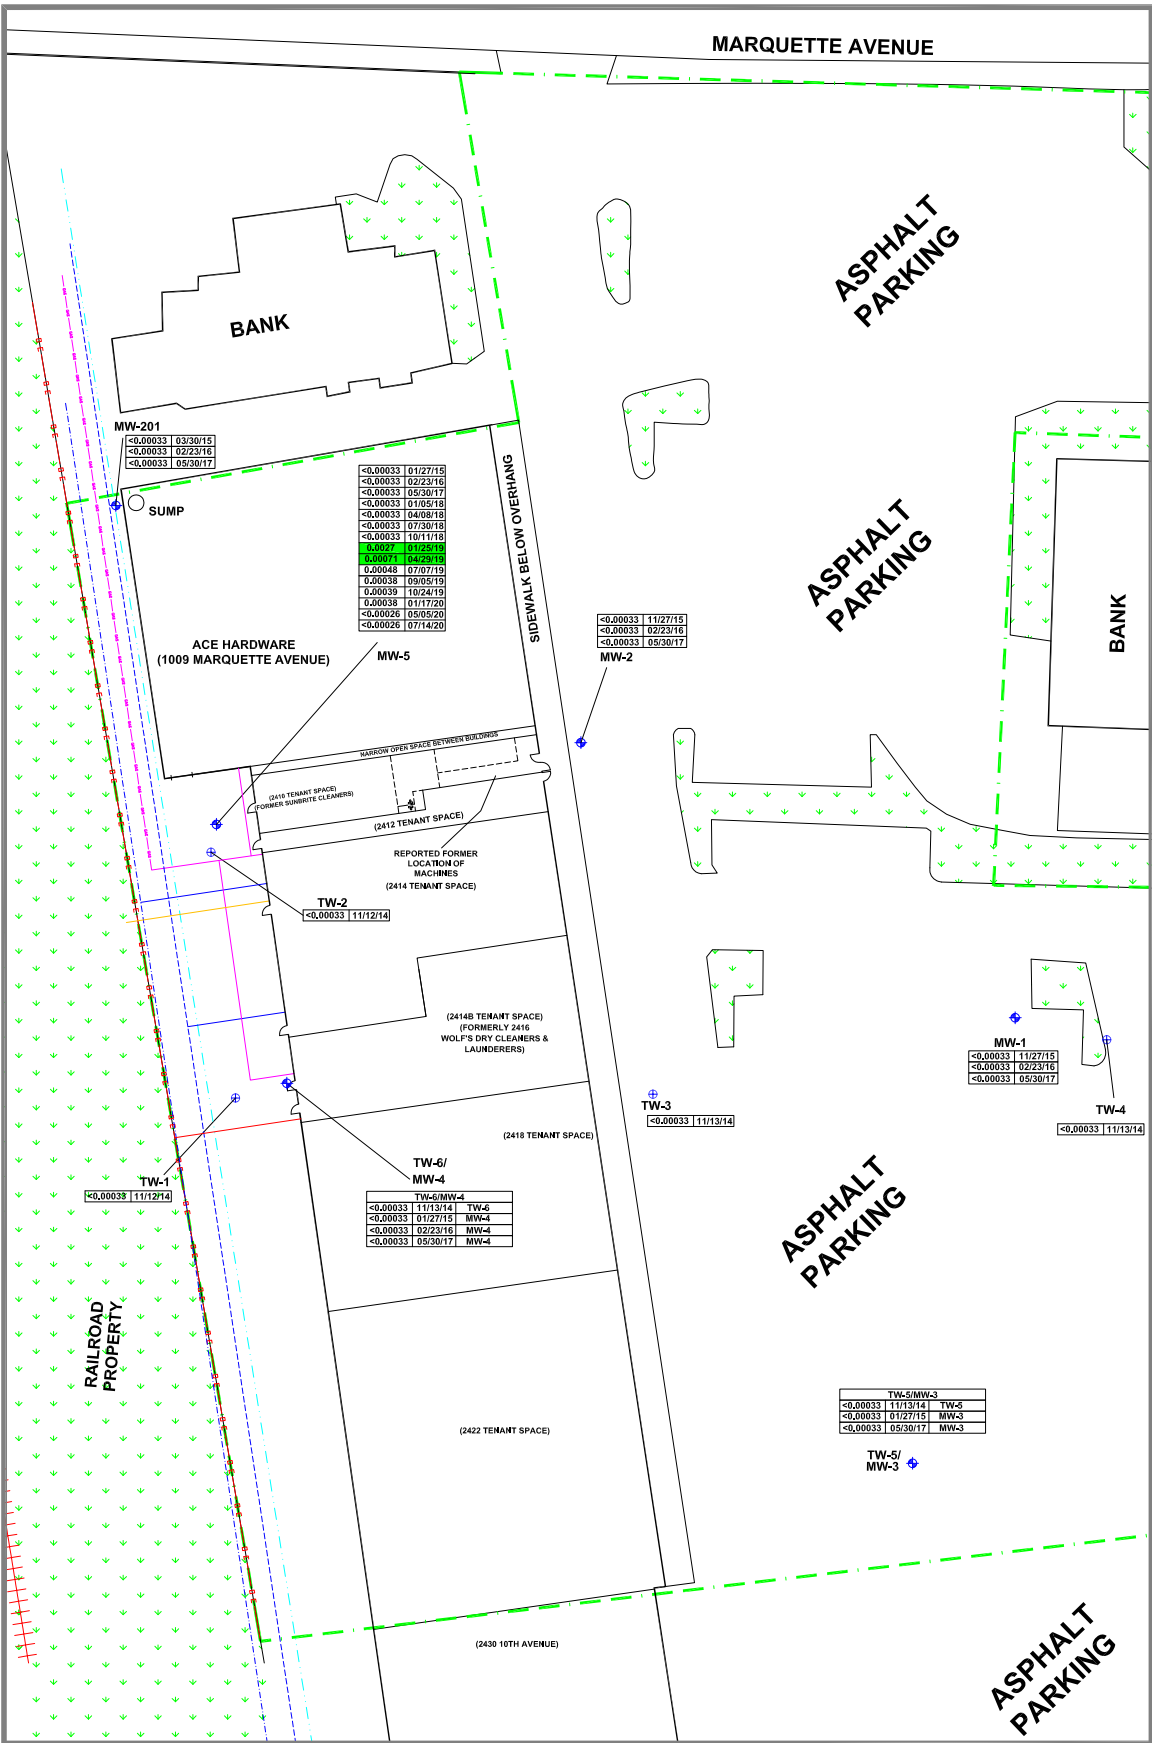 MARQUETTE AVENUE
ASPHALT
PARKING
BANK
MW-201
<0.00033 03/30/15
<0.00033 02/23/16
<0.00033 05/30/17
SUMP
<0.00033 01/27/15
<0.00033 02/23/16
<0.00033 05/30/17
<0.00033 01/05/18
<0.00033 04/08/18
<0.00033 07/30/18
<0.00033 10/11/18
0.0027 01/25/19
0.00071 04/29/19
0.00048 07/07/19
0.00038 09/05/19
0.00039 10/24/19
0.00038 01/17/20
<0.00026 05/05/20
<0.00026 07/14/20
MW-5
SIDEWALK BELOW OVERHANG
ASPHALT
PARKING
BANK
ACE HARDWARE
(1009 MARQUETTE AVENUE)
<0.00033 11/27/15
<0.00033 02/23/16
<0.00033 05/30/17
MW-2
NARROW OPEN SPACE BETWEEN BUILDINGS
(2410 TENANT SPACE)
(FORMER SUNBRITE CLEANERS)
(2412 TENANT SPACE)
REPORTED FORMER
LOCATION OF
MACHINES
(2414 TENANT SPACE)
TW-2
<0.00033 11/12/14
(2414B TENANT SPACE)
(FORMERLY 2416
WOLF'S DRY CLEANERS &
LAUNDERERS)
MW-1
<0.00033 11/27/15
<0.00033 02/23/16
<0.00033 05/30/17
TW-3
<0.00033 11/13/14
TW-4
<0.00033 11/13/14
(2418 TENANT SPACE)
TW-1
<0.00033 11/12/14
TW-6/
MW-4
TW-6/MW-4
<0.00033 11/13/14 TW-6
<0.00033 01/27/15 MW-4
<0.00033 02/23/16 MW-4
<0.00033 05/30/17 MW-4
ASPHALT
PARKING
RAILROAD
PROPERTY
(2422 TENANT SPACE)
TW-5/MW-3
<0.00033 11/13/14 TW-5
<0.00033 01/27/15 MW-3
<0.00033 05/30/17 MW-3
TW-5/
MW-3
(2430 10TH AVENUE)
ASPHALT
PARKING